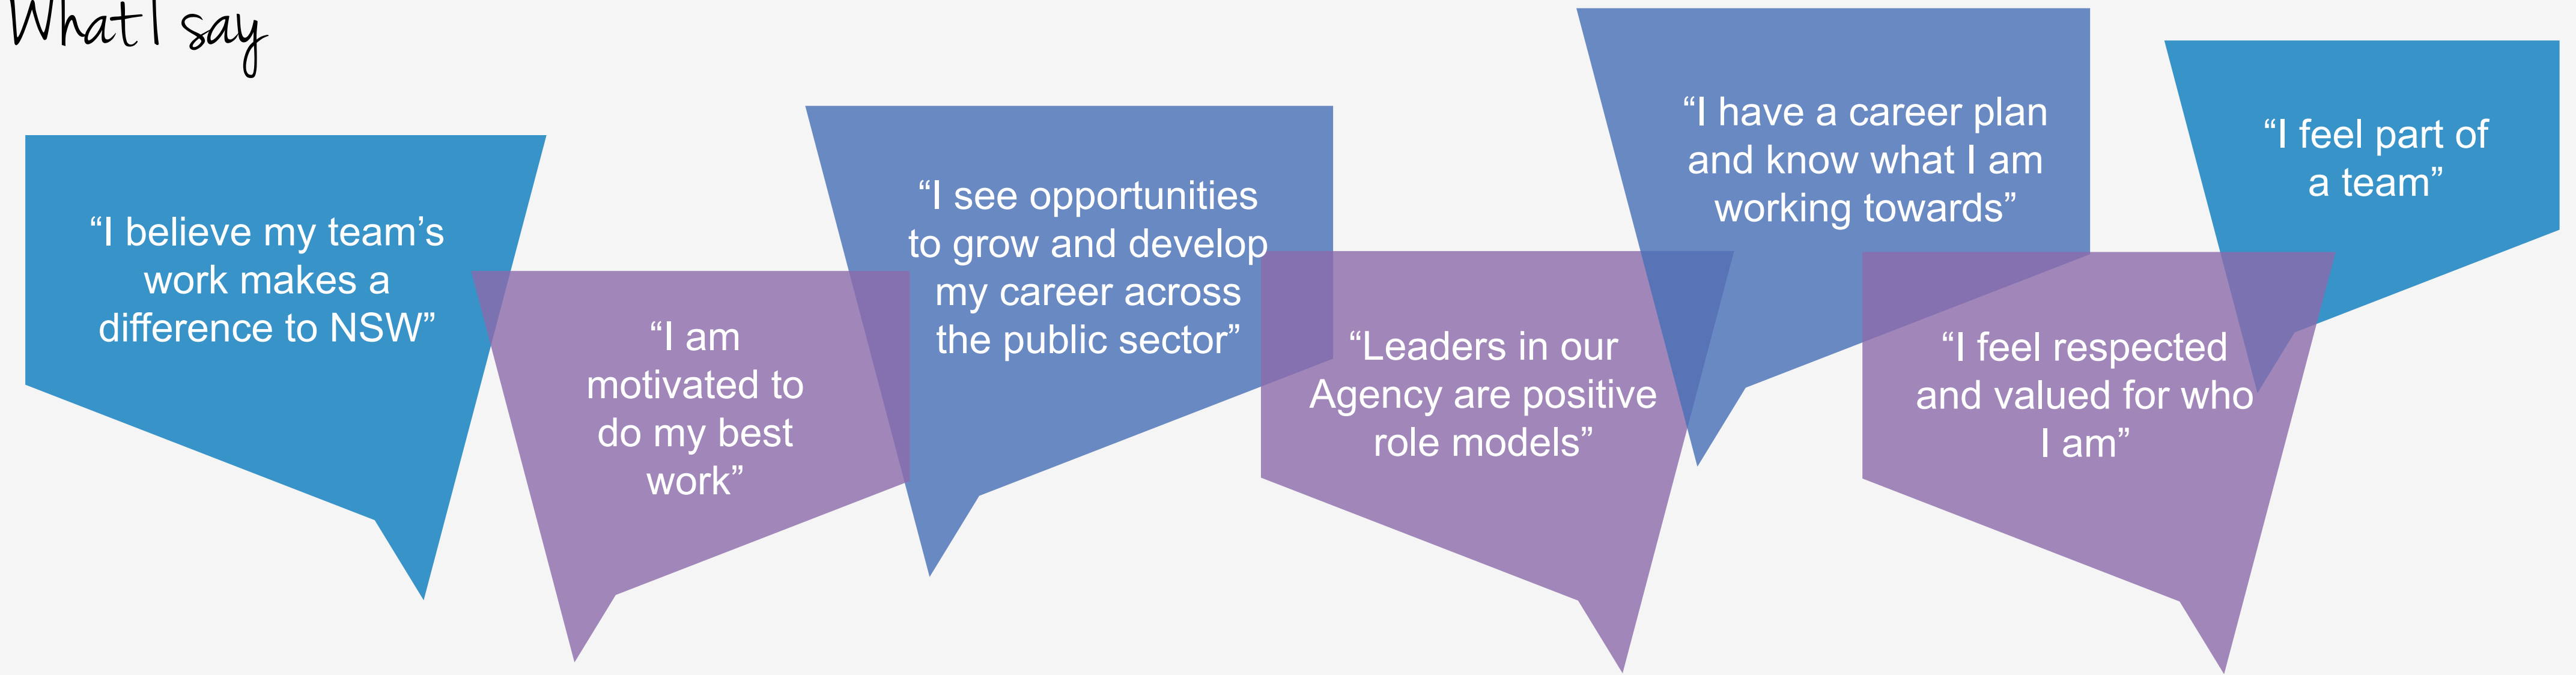 What I say
“I believe my team’s
work makes a
difference to NSW”
“I am
motivated to
do my best
work”
“I see opportunities
to grow and develop
my career across
the public sector”
“Leaders in our
Agency are positive
role models”
“I have a career plan
and know what I am
working towards”
“I feel respected
and valued for who
I am”
“I feel part of
a team”